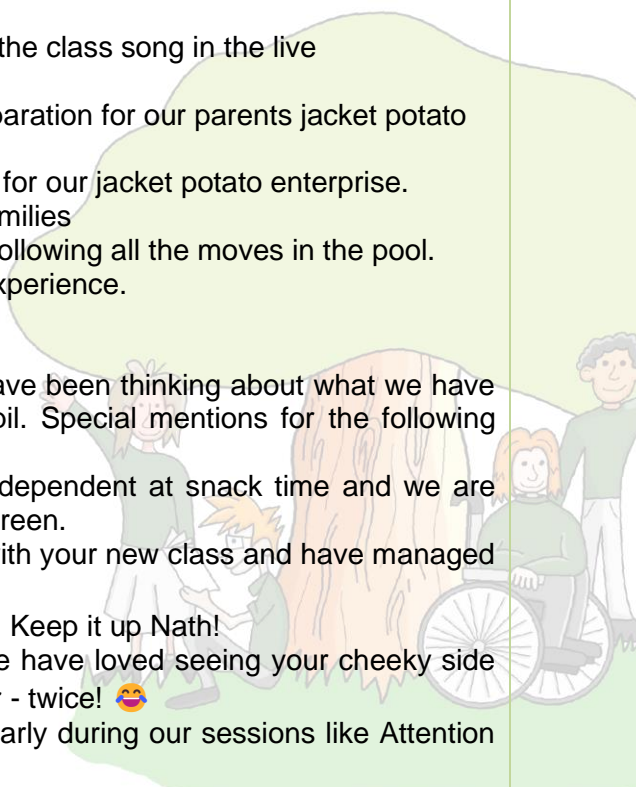 the class song in the live
paration for our parents jacket potato
for our jacket potato enterprise.
milies
ollowing all the moves in the pool.
xperience.
ave been thinking about what we have
oil. Special mentions for the following
dependent at snack time and we are
reen.
ith your new class and have managed
Keep it up Nath!
e have loved seeing your cheeky side
- twice! 😂
arly during our sessions like Attention